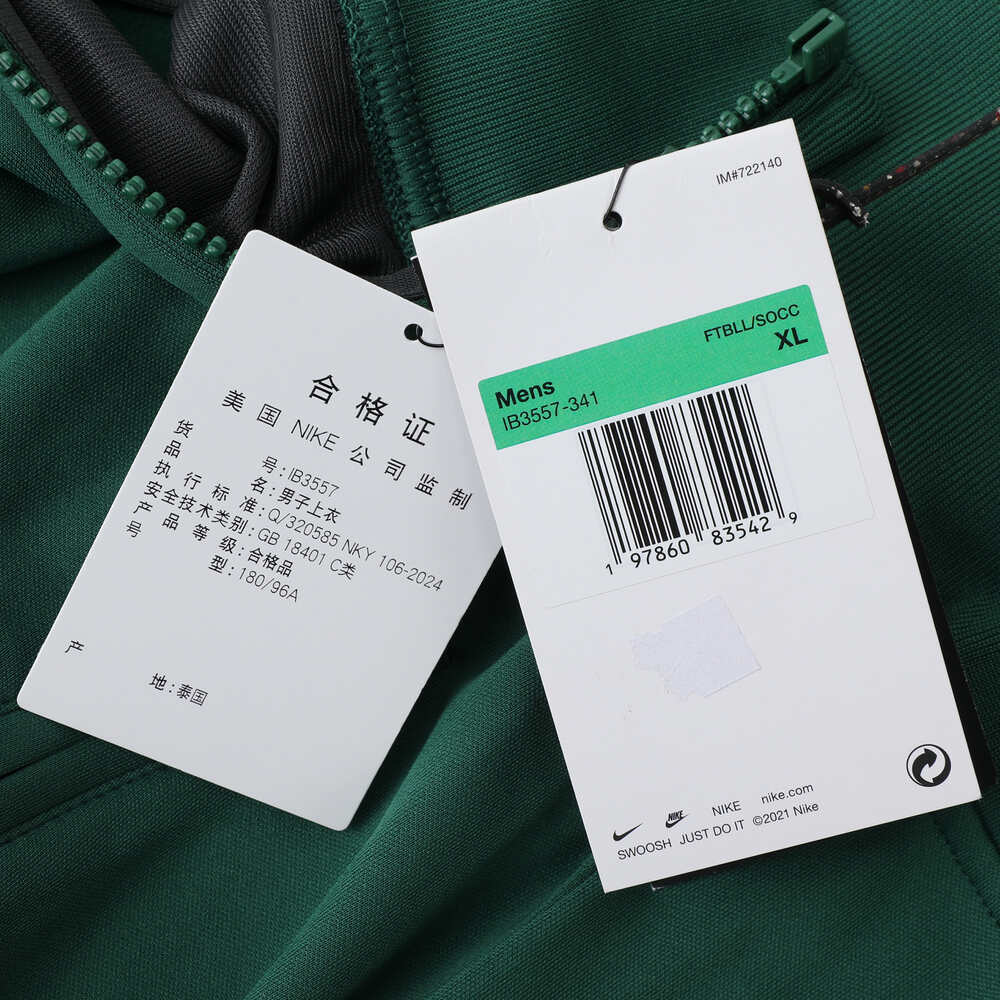 合格证
美国 NIKE 公司监制
货号:IB3557
品名:男子上衣
执行标准:Q/320585 NKY 106-2024
安全技术类别:GB 18401 C类
产品等级:合格品
号型:180/96A
产地:泰国
IM#722140
FTBLL/SOCC
XL
Mens
IB3557-341
1 97860 83542 9
NIKE
NIKE nike.com
SWOOSH JUST DO IT ©2021 Nike